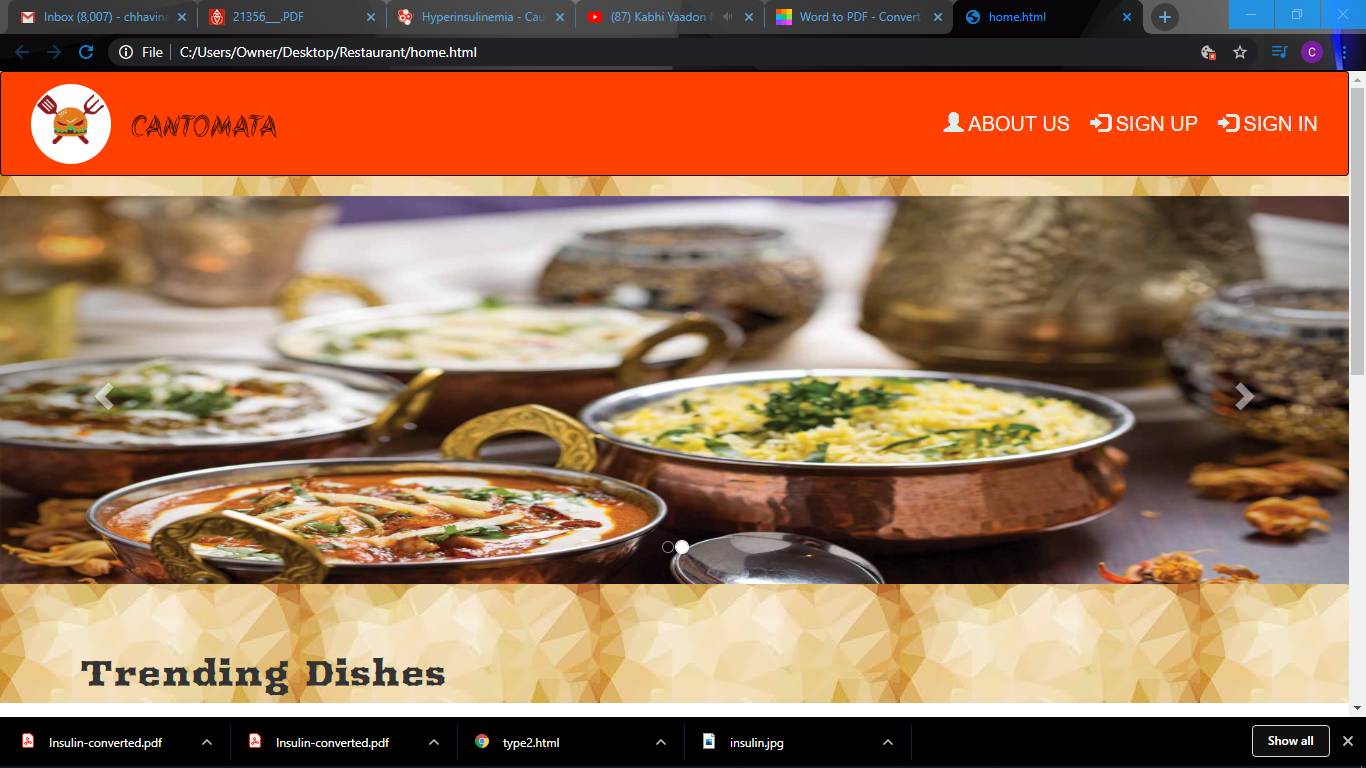 Inbox (8,007) - chhavina
21356___.PDF
Hyperinsulinemia - Cau
(87) Kabhi Yaadon
Word to PDF - Convert
home.html
File
C:/Users/Owner/Desktop/Restaurant/home.html
C
CANTOMATA
ABOUT US
SIGN UP
SIGN IN
Trending Dishes
Insulin-converted.pdf
Insulin-converted.pdf
type2.html
insulin.jpg
Show all